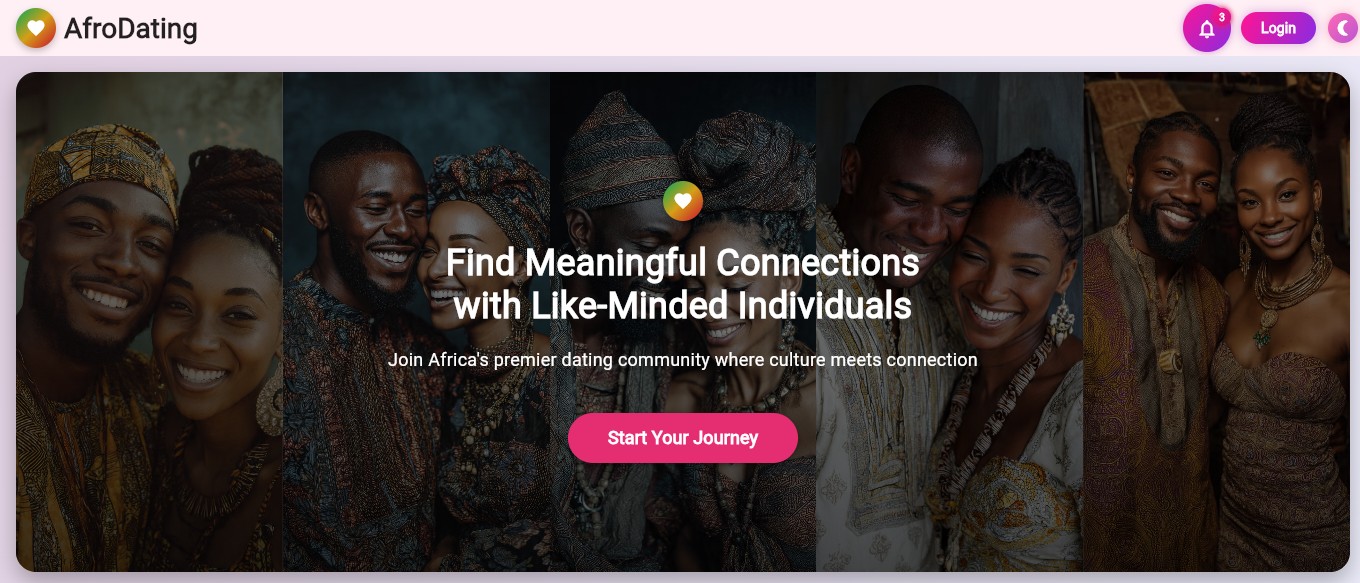 AfroDating
3
Login
Find Meaningful Connections
with Like-Minded Individuals
Join Africa's premier dating community where culture meets connection
Start Your Journey